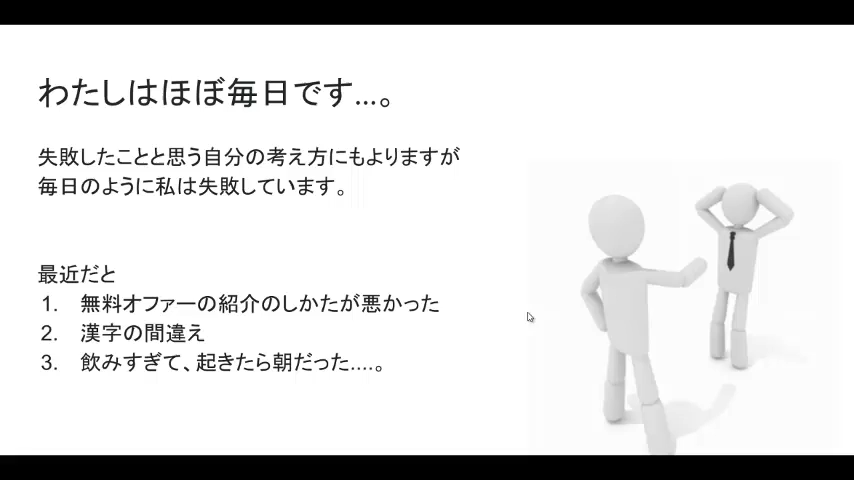 わたしはほぼ毎日です...。
失敗したことと思う自分の考え方にもよりますが
毎日のように私は失敗しています。
最近だと
1. 無料オファーの紹介のしかたが悪かった
2. 漢字の間違え
3. 飲みすぎて、起きたら朝だった....。